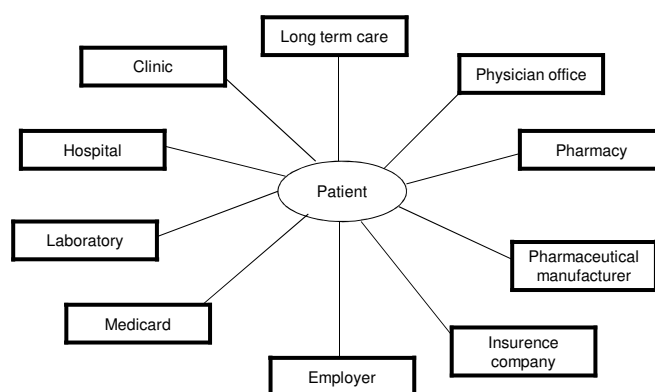 Long term care
Clinic
Physician office
Hospital
Pharmacy
Patient
Laboratory
Pharmaceutical
manufacturer
Medicard
Insurence
company
Employer